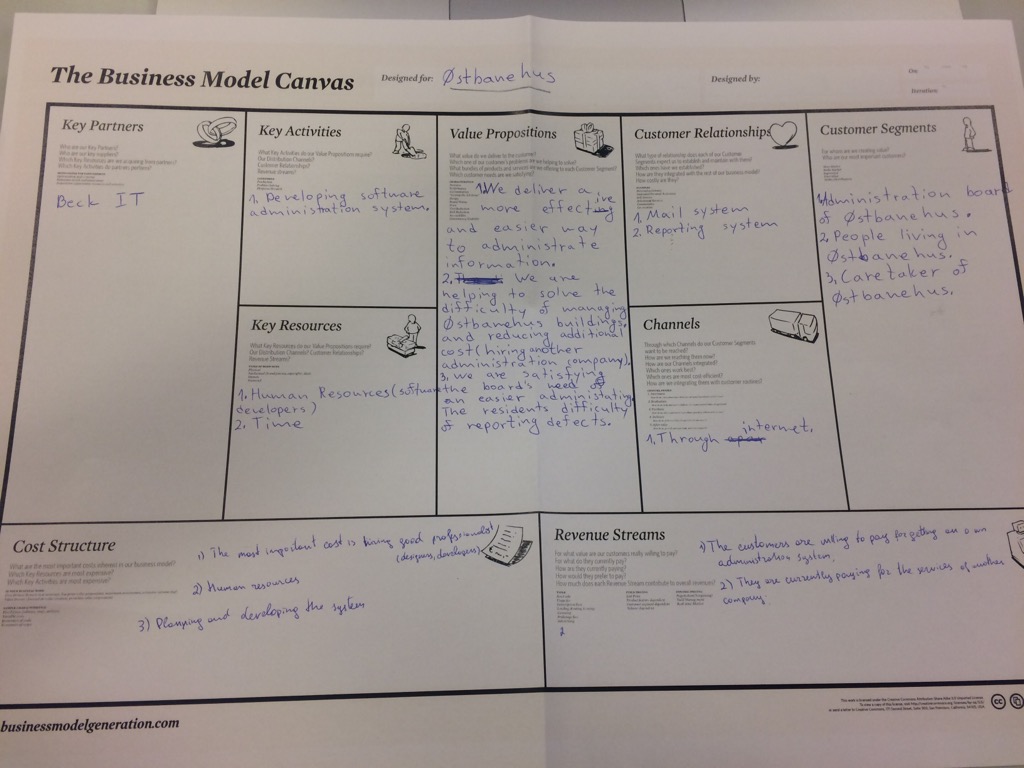 The Business Model Canvas
Designed for: Østbanehus
Designed by:
On:
Iteration:
Key Partners
Who are our Key Partners?
Who are our key suppliers?
Which Key Resources are we acquiring from partners?
Which Key Activities do partners perform?
Beck IT
Key Activities
What Key Activities do our Value Propositions require?
Our Distribution Channels?
Customer Relationships?
Revenue streams?
1. Developing software
administation system.
Key Resources
What Key Resources do our Value Propositions require?
Our Distribution Channels? Customer Relationships?
Revenue Streams?
1. Human Resources (software
developers)
2. Time
Value Propositions
What value do we deliver to the customer?
Which one of our customer's problems are we helping to solve?
What bundles of products and services are we offering to each Customer Segment?
Which customer needs are we satisfying?
1. We deliver a
more effective
and easier way
to administrate
information.
2. We are
helping to solve the
difficulty of managing
Østbanehus buildings.
and reducing additional
cost (hiring another
administration company).
3. we are satisfying
the board's need of
an easier administating
The residents difficulty
of reporting defects.
Customer Relationships
What type of relationship does each of our Customer
Segments expect us to establish and maintain with them?
Which ones have we established?
How are they integrated with the rest of our business model?
How costly are they?
1. Mail system
2. Reporting system
Channels
Through which Channels do our Customer Segments
want to be reached?
How are we reaching them now?
How are our Channels integrated?
Which ones work best?
Which ones are most cost-efficient?
How are we integrating them with customer routines?
1. Through internet.
Customer Segments
For whom are we creating value?
Who are our most important customers?
1. Administration board
of Østbanehus.
2. People living in
Østbanehus.
3. Caretaker of
Østbanehus.
Cost Structure
What are the most important costs inherent in our business model?
Which Key Resources are most expensive?
Which Key Activities are most expensive?
1) The most important cost is hiring good professionals
(designers, developers)
2) Human resources
3) Planning and developing the system
Revenue Streams
For what value are our customers really willing to pay?
For what do they currently pay?
How are they currently paying?
How would they prefer to pay?
How much does each Revenue Stream contribute to overall revenues?
1) The customers are willing to pay for getting an own
administration system.
2) They are currently paying for the services of another
company
2
businessmodelgeneration.com